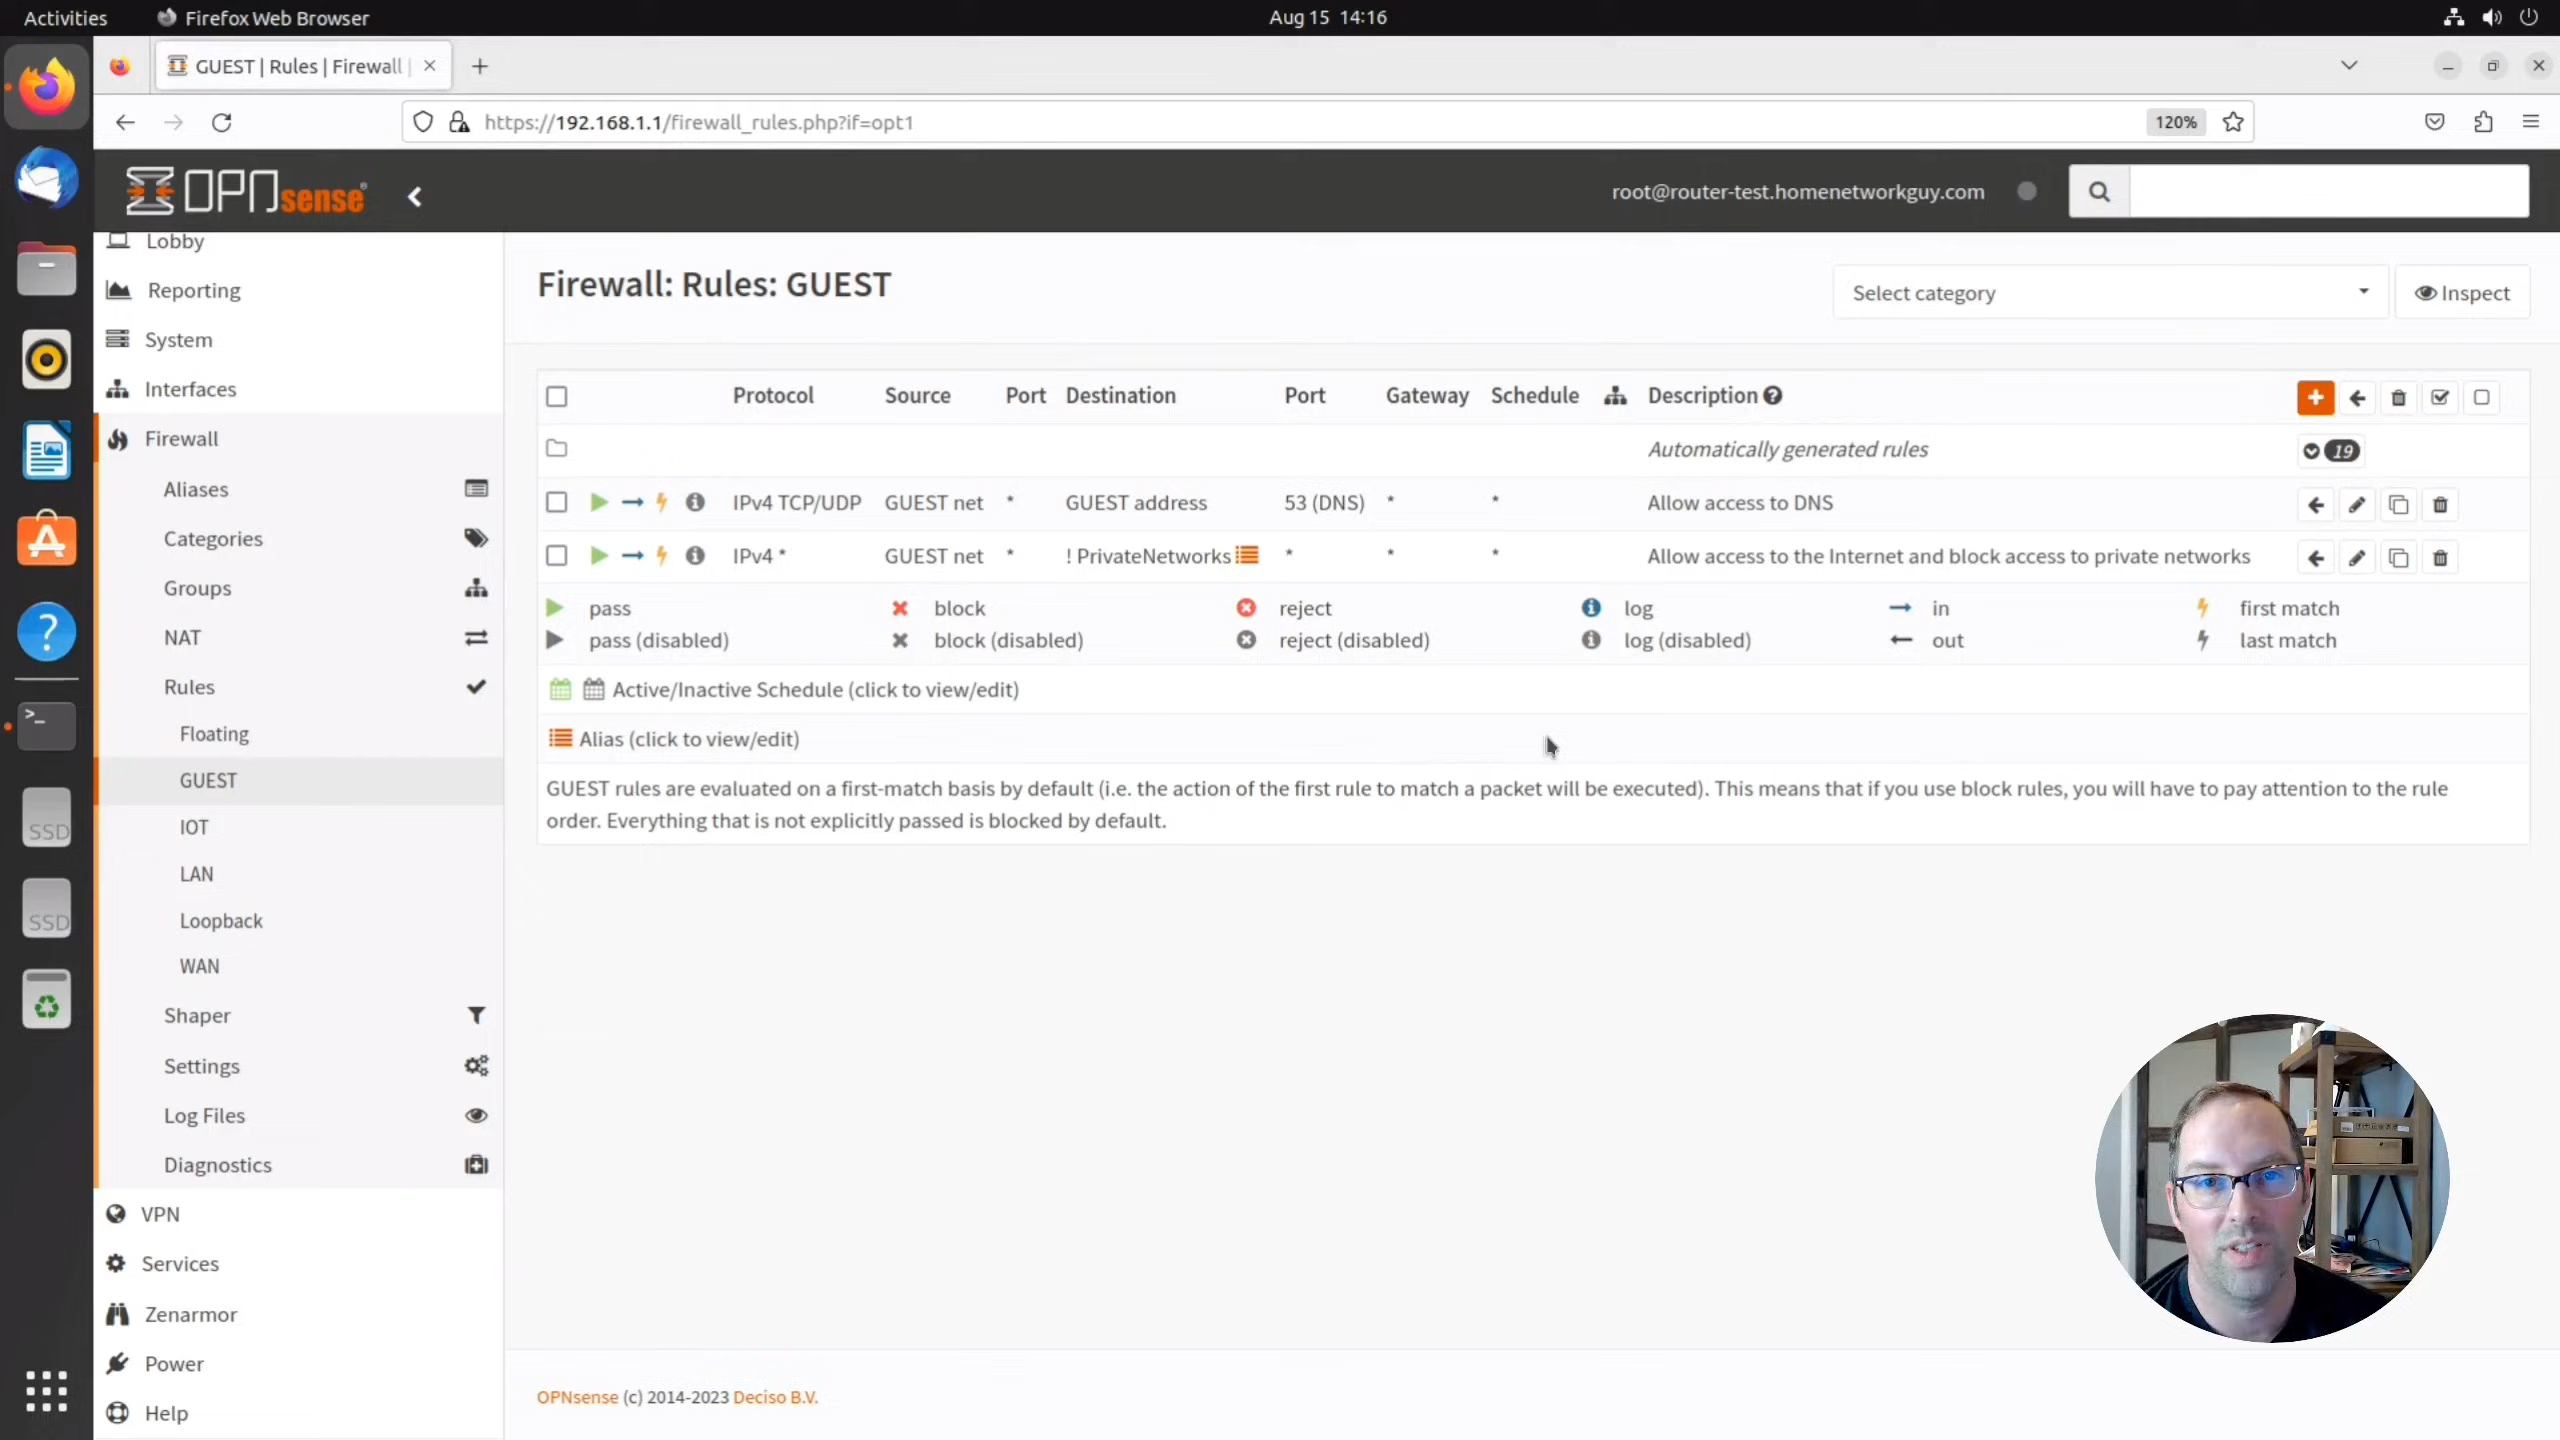 Activities Firefox Web Browser Aug 15 14:16
GUEST | Rules | Firewall |
https://192.168.1.1/firewall_rules.php?if=opt1 120%
OPNsense® root@router-test.homenetworkguy.com
Lobby
Reporting
System
Interfaces
Firewall
Aliases
Categories
Groups
NAT
Rules
Floating
GUEST
IOT
LAN
Loopback
WAN
Shaper
Settings
Log Files
Diagnostics
VPN
Services
Zenarmor
Power
Help
SSD
SSD
Firewall: Rules: GUEST
Select category Inspect
Protocol Source Port Destination Port Gateway Schedule Description
Automatically generated rules 19
IPv4 TCP/UDP GUEST net * GUEST address 53 (DNS) * * Allow access to DNS
IPv4 * GUEST net * ! PrivateNetworks * * * Allow access to the Internet and block access to private networks
pass block reject log in first match
pass (disabled) block (disabled) reject (disabled) log (disabled) out last match
Active/Inactive Schedule (click to view/edit)
Alias (click to view/edit)
GUEST rules are evaluated on a first-match basis by default (i.e. the action of the first rule to match a packet will be executed). This means that if you use block rules, you will have to pay attention to the rule
order. Everything that is not explicitly passed is blocked by default.
OPNsense (c) 2014-2023 Deciso B.V.